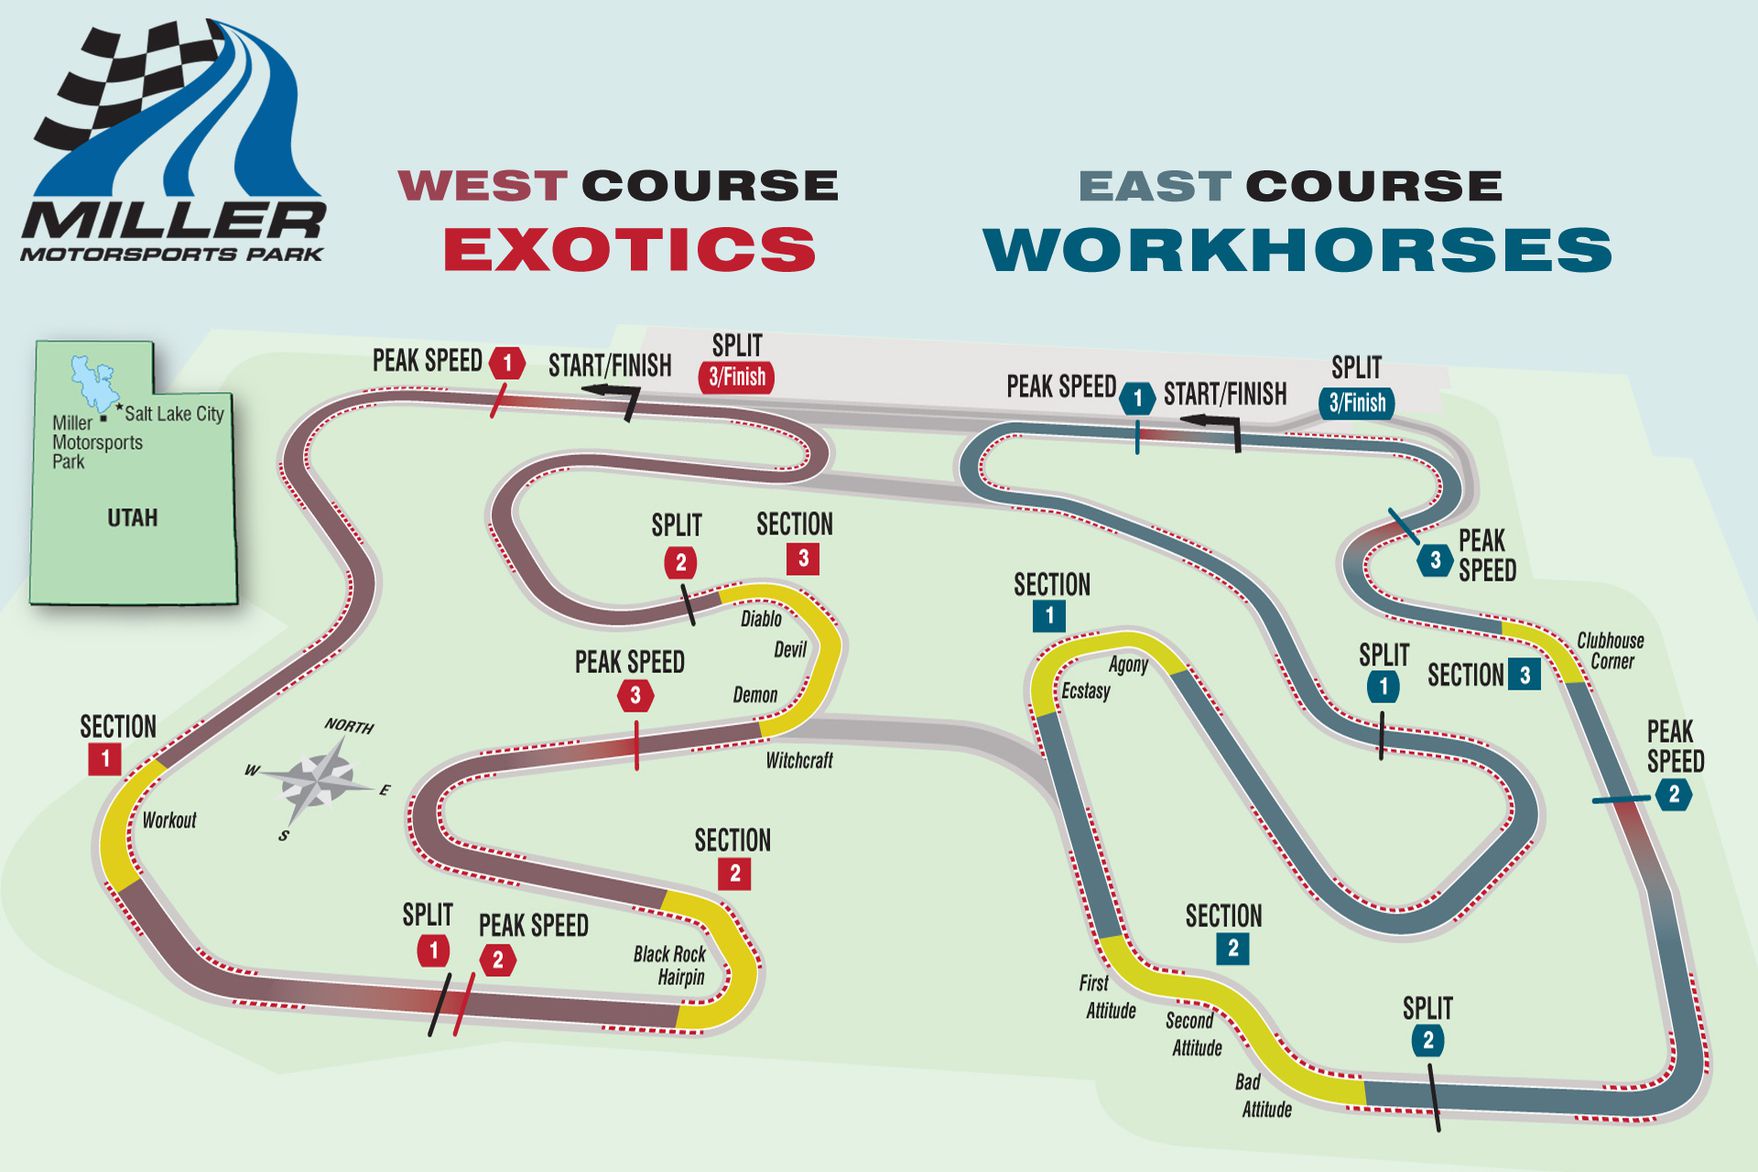 MILLER
MOTORSPORTS PARK
WEST COURSE
EXOTICS
EAST COURSE
WORKHORSES
Salt Lake City
Miller
Motorsports
Park
UTAH
PEAK SPEED 1
START/FINISH
SPLIT
3/Finish
PEAK SPEED 1
START/FINISH
SPLIT
3/Finish
SPLIT
2
SECTION
3
Diablo
Devil
Demon
Witchcraft
PEAK SPEED
3
SECTION
1
Workout
NORTH
W
E
S
SECTION
2
Black Rock
Hairpin
SPLIT
1
PEAK SPEED
2
3 PEAK
SPEED
SECTION
1
Agony
Ecstasy
SPLIT
1
SECTION 3
Clubhouse
Corner
PEAK
SPEED
2
SECTION
2
First
Attitude
Second
Attitude
Bad
Attitude
SPLIT
2